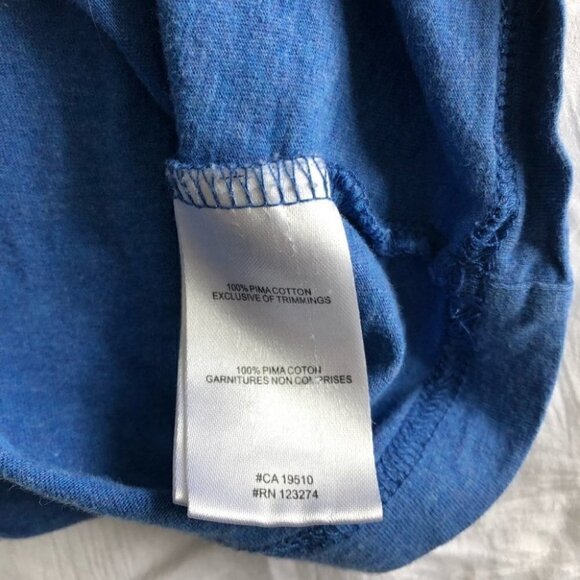 100% PIMA COTTON
EXCLUSIVE OF TRIMMINGS
100% PIMA COTON
GARNITURES NON COMPRISES
#CA 19510
#RN 123274